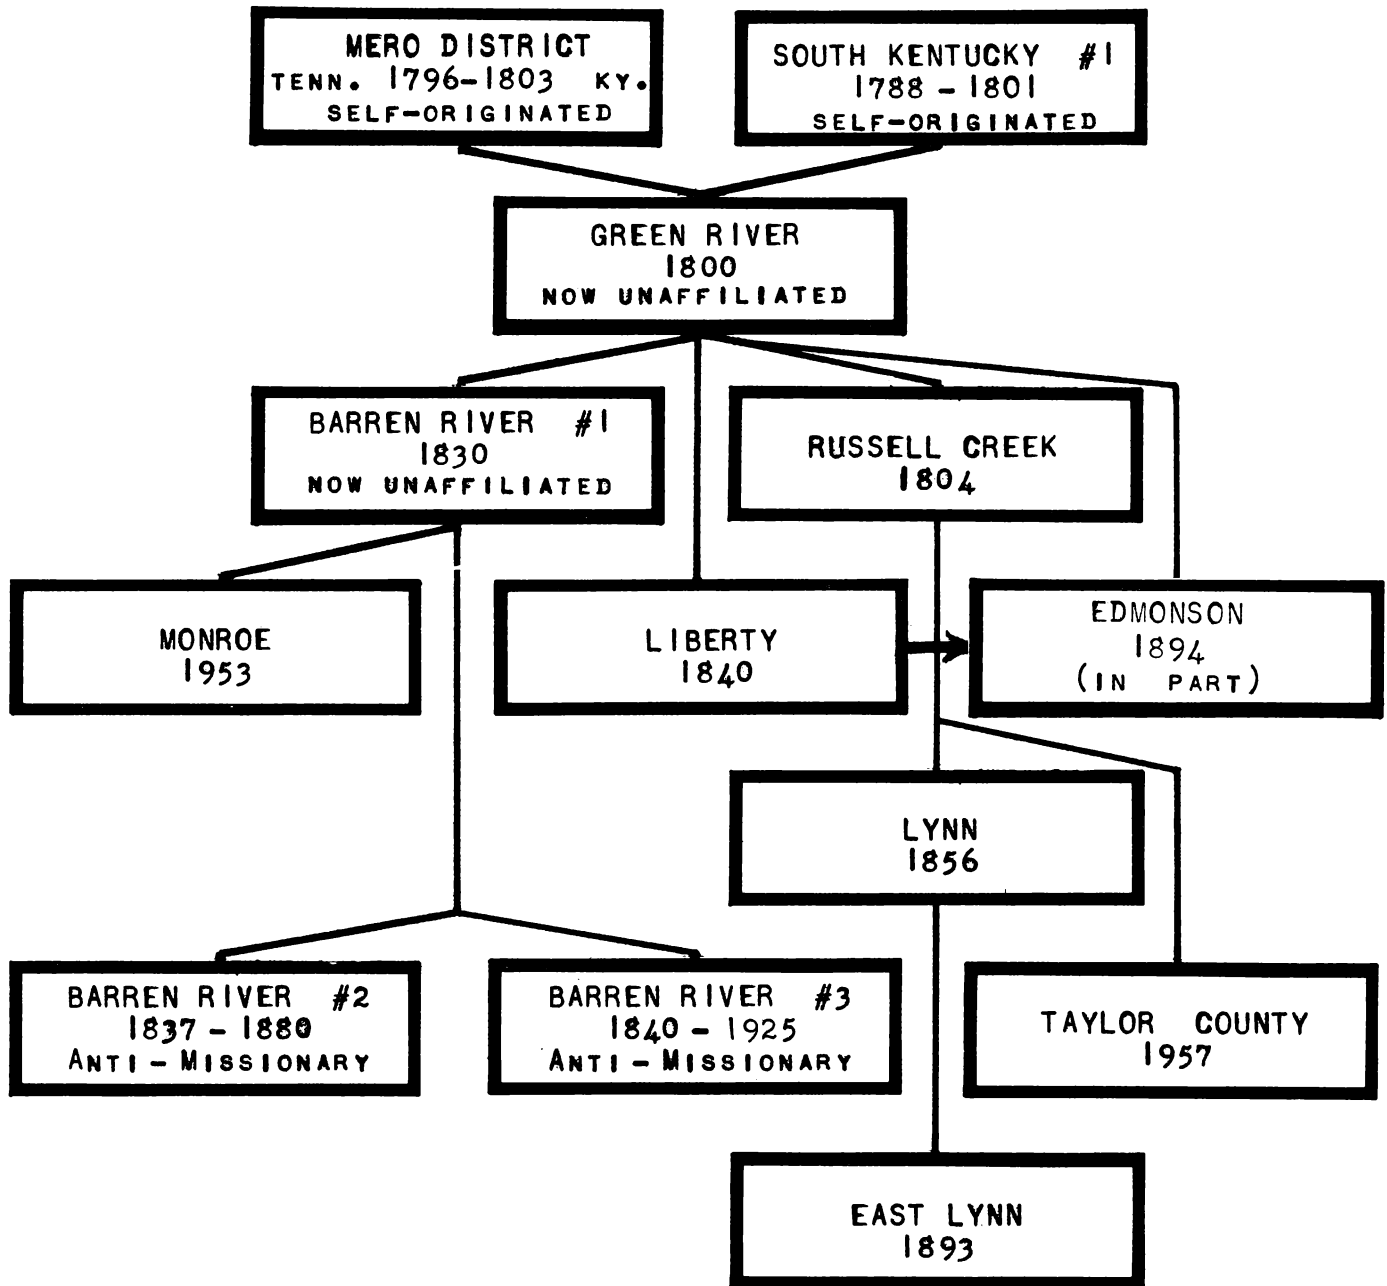 MERO DISTRICT
TENN. 1796-1803 KY.
SELF-ORIGINATED
SOUTH KENTUCKY #1
1788 - 1801
SELF-ORIGINATED
GREEN RIVER
1800
NOW UNAFFILIATED
BARREN RIVER #1
1830
NOW UNAFFILIATED
RUSSELL CREEK
1804
MONROE
1953
LIBERTY
1840
EDMONSON
1894
(IN PART)
LYNN
1856
BARREN RIVER #2
1837 - 1880
ANTI - MISSIONARY
BARREN RIVER #3
1840 - 1925
ANTI - MISSIONARY
TAYLOR COUNTY
1957
EAST LYNN
1893